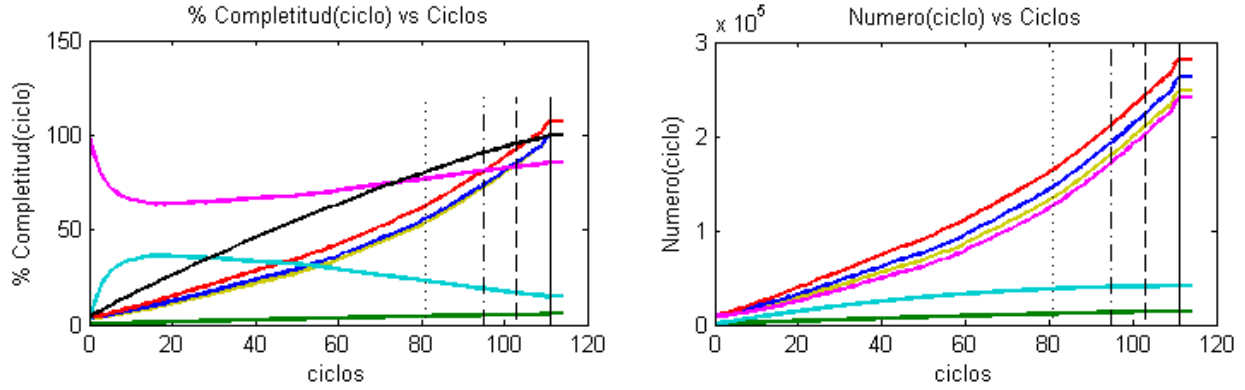 % Completitud(ciclo) vs Ciclos
150
100
50
0
% Completitud(ciclo)
0 20 40 60 80 100 120
ciclos
Numero(ciclo) vs Ciclos
x 10^5
3
2
1
0
Numero(ciclo)
0 20 40 60 80 100 120
ciclos